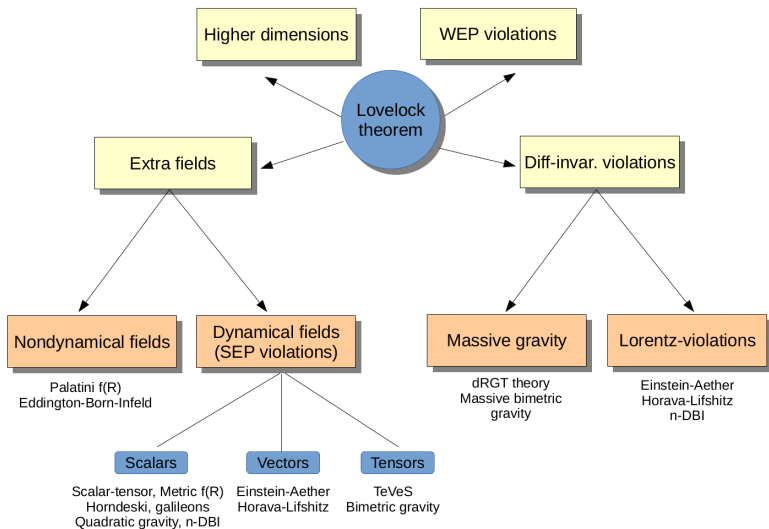 Higher dimensions
WEP violations
Lovelock
theorem
Extra fields
Diff-invar. violations
Nondynamical fields
Dynamical fields
(SEP violations)
Massive gravity
Lorentz-violations
Palatini f(R)
Eddington-Born-Infeld
dRGT theory
Massive bimetric
gravity
Einstein-Aether
Horava-Lifshitz
n-DBI
Scalars
Vectors
Tensors
Scalar-tensor, Metric f(R)
Horndeski, galileons
Quadratic gravity, n-DBI
Einstein-Aether
Horava-Lifshitz
TeVeS
Bimetric gravity